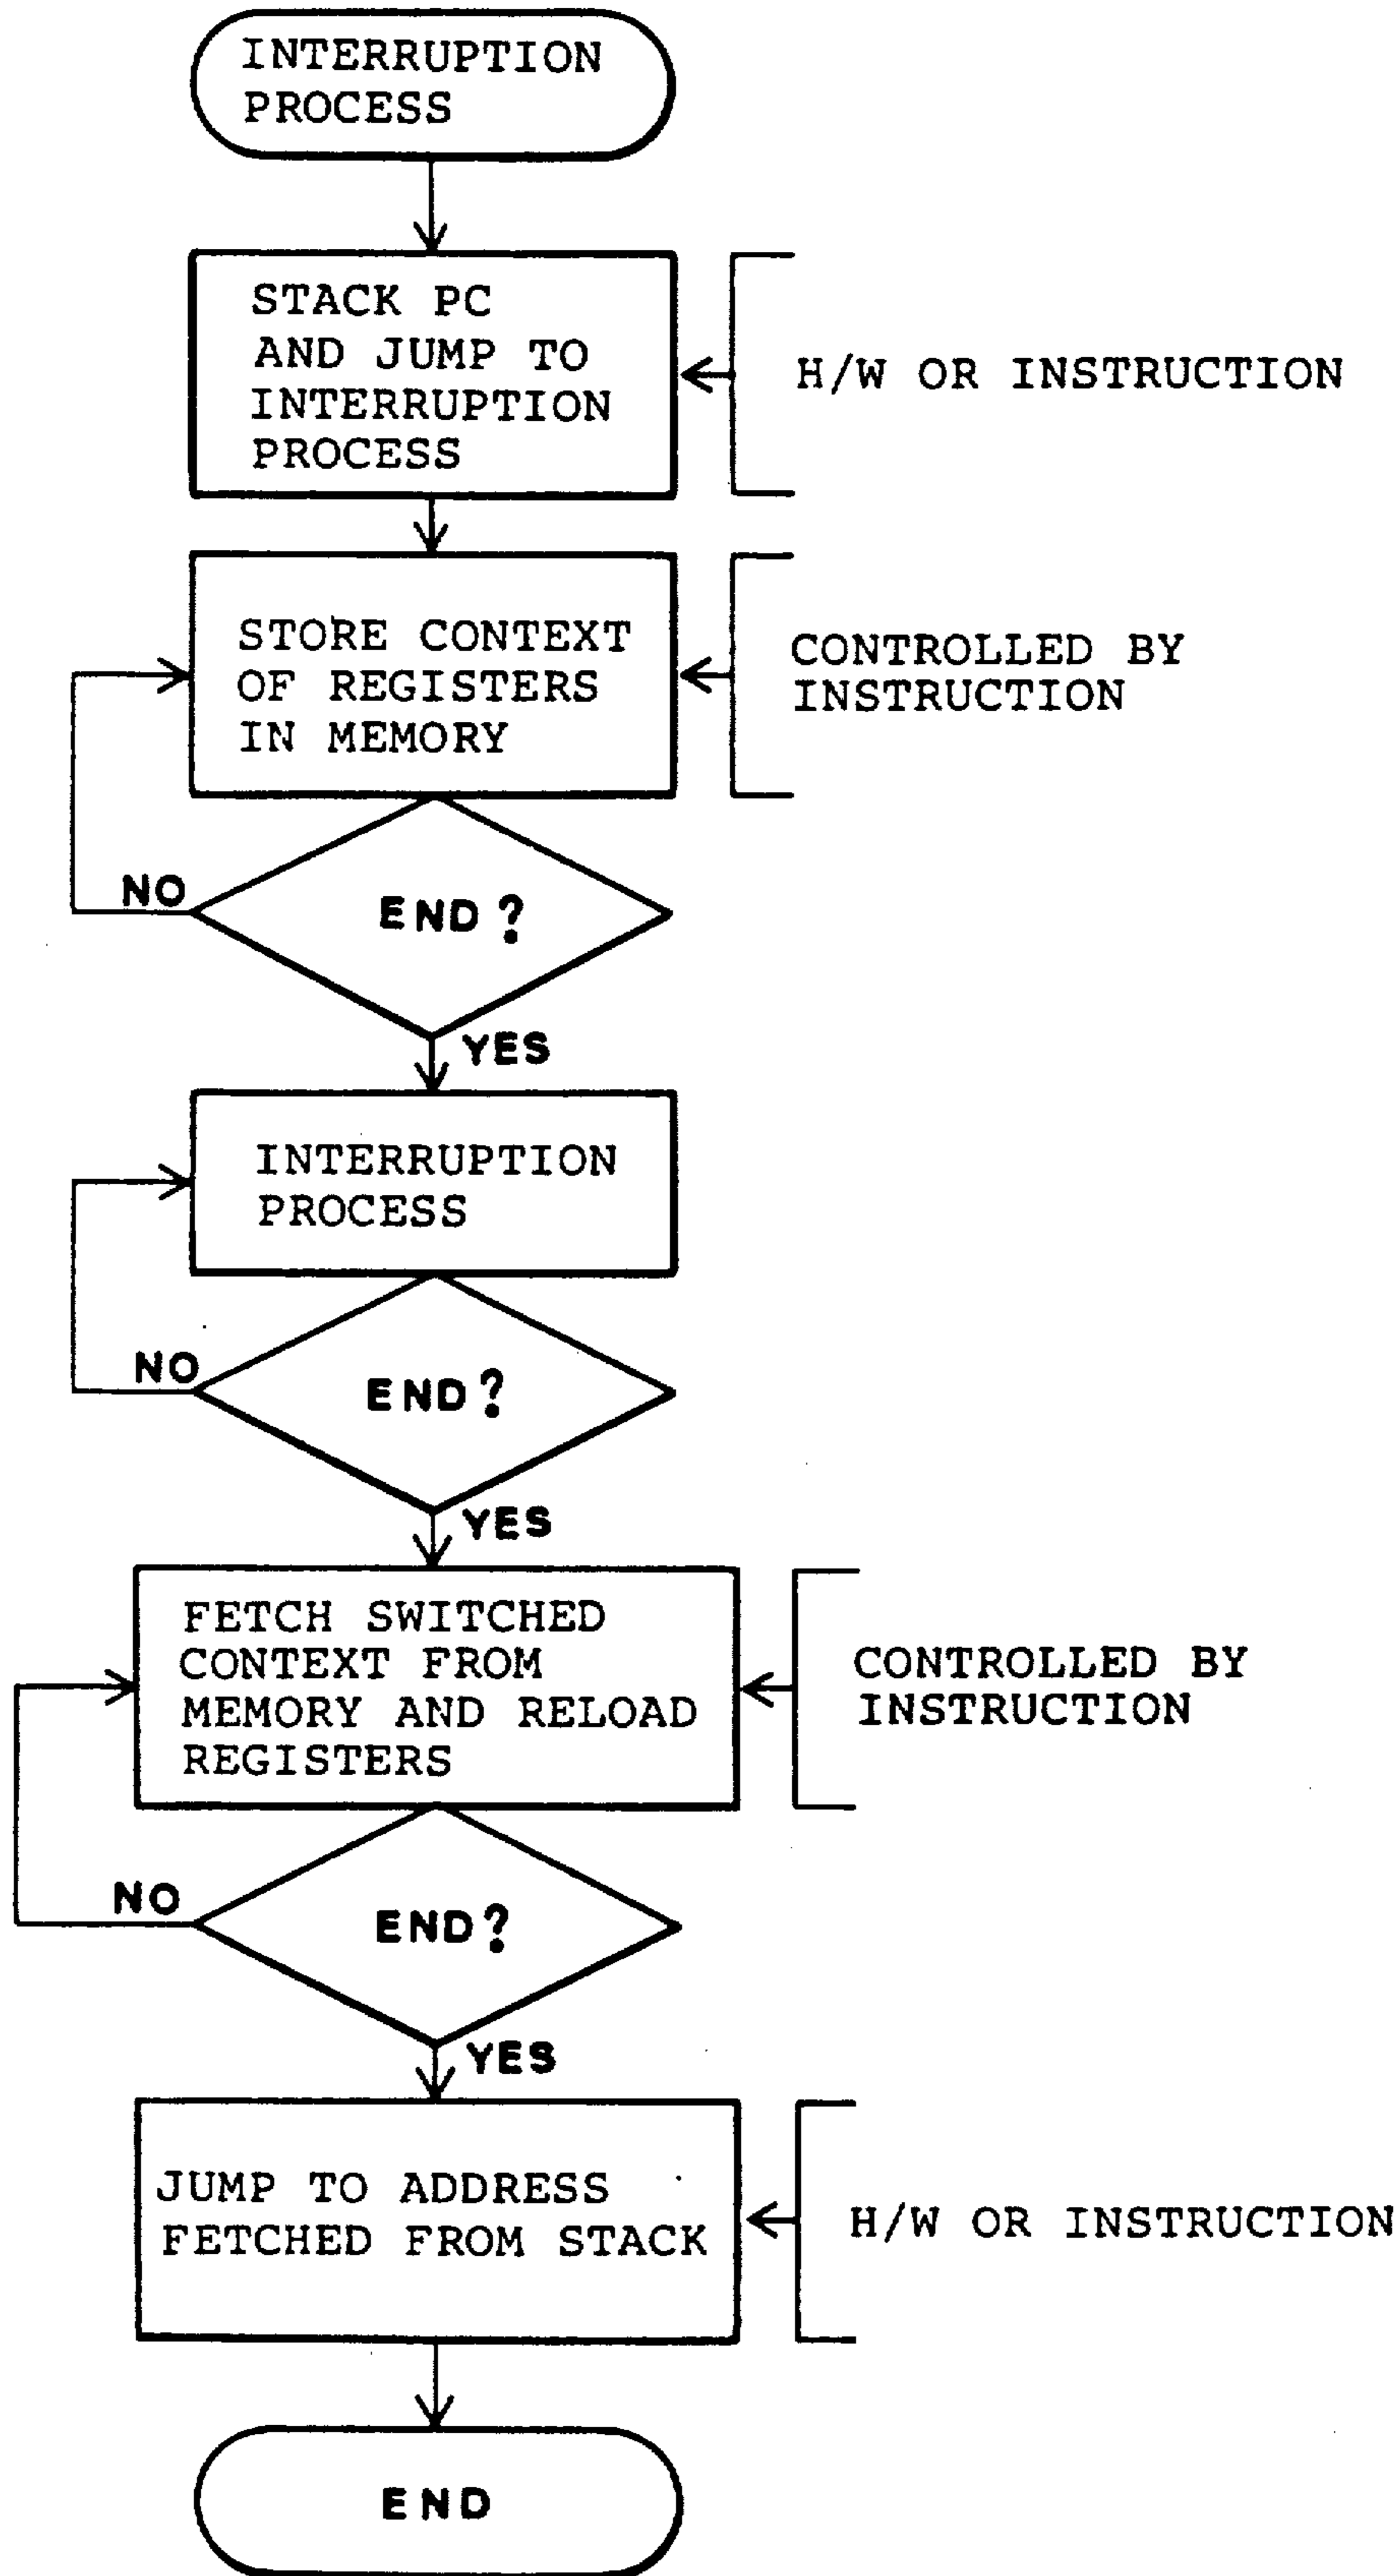 INTERRUPTION
PROCESS
STACK PC
AND JUMP TO
INTERRUPTION
PROCESS
H/W OR INSTRUCTION
STORE CONTEXT
OF REGISTERS
IN MEMORY
CONTROLLED BY
INSTRUCTION
NO
END?
YES
INTERRUPTION
PROCESS
NO
END?
YES
FETCH SWITCHED
CONTEXT FROM
MEMORY AND RELOAD
REGISTERS
CONTROLLED BY
INSTRUCTION
NO
END?
YES
JUMP TO ADDRESS
FETCHED FROM STACK
H/W OR INSTRUCTION
END